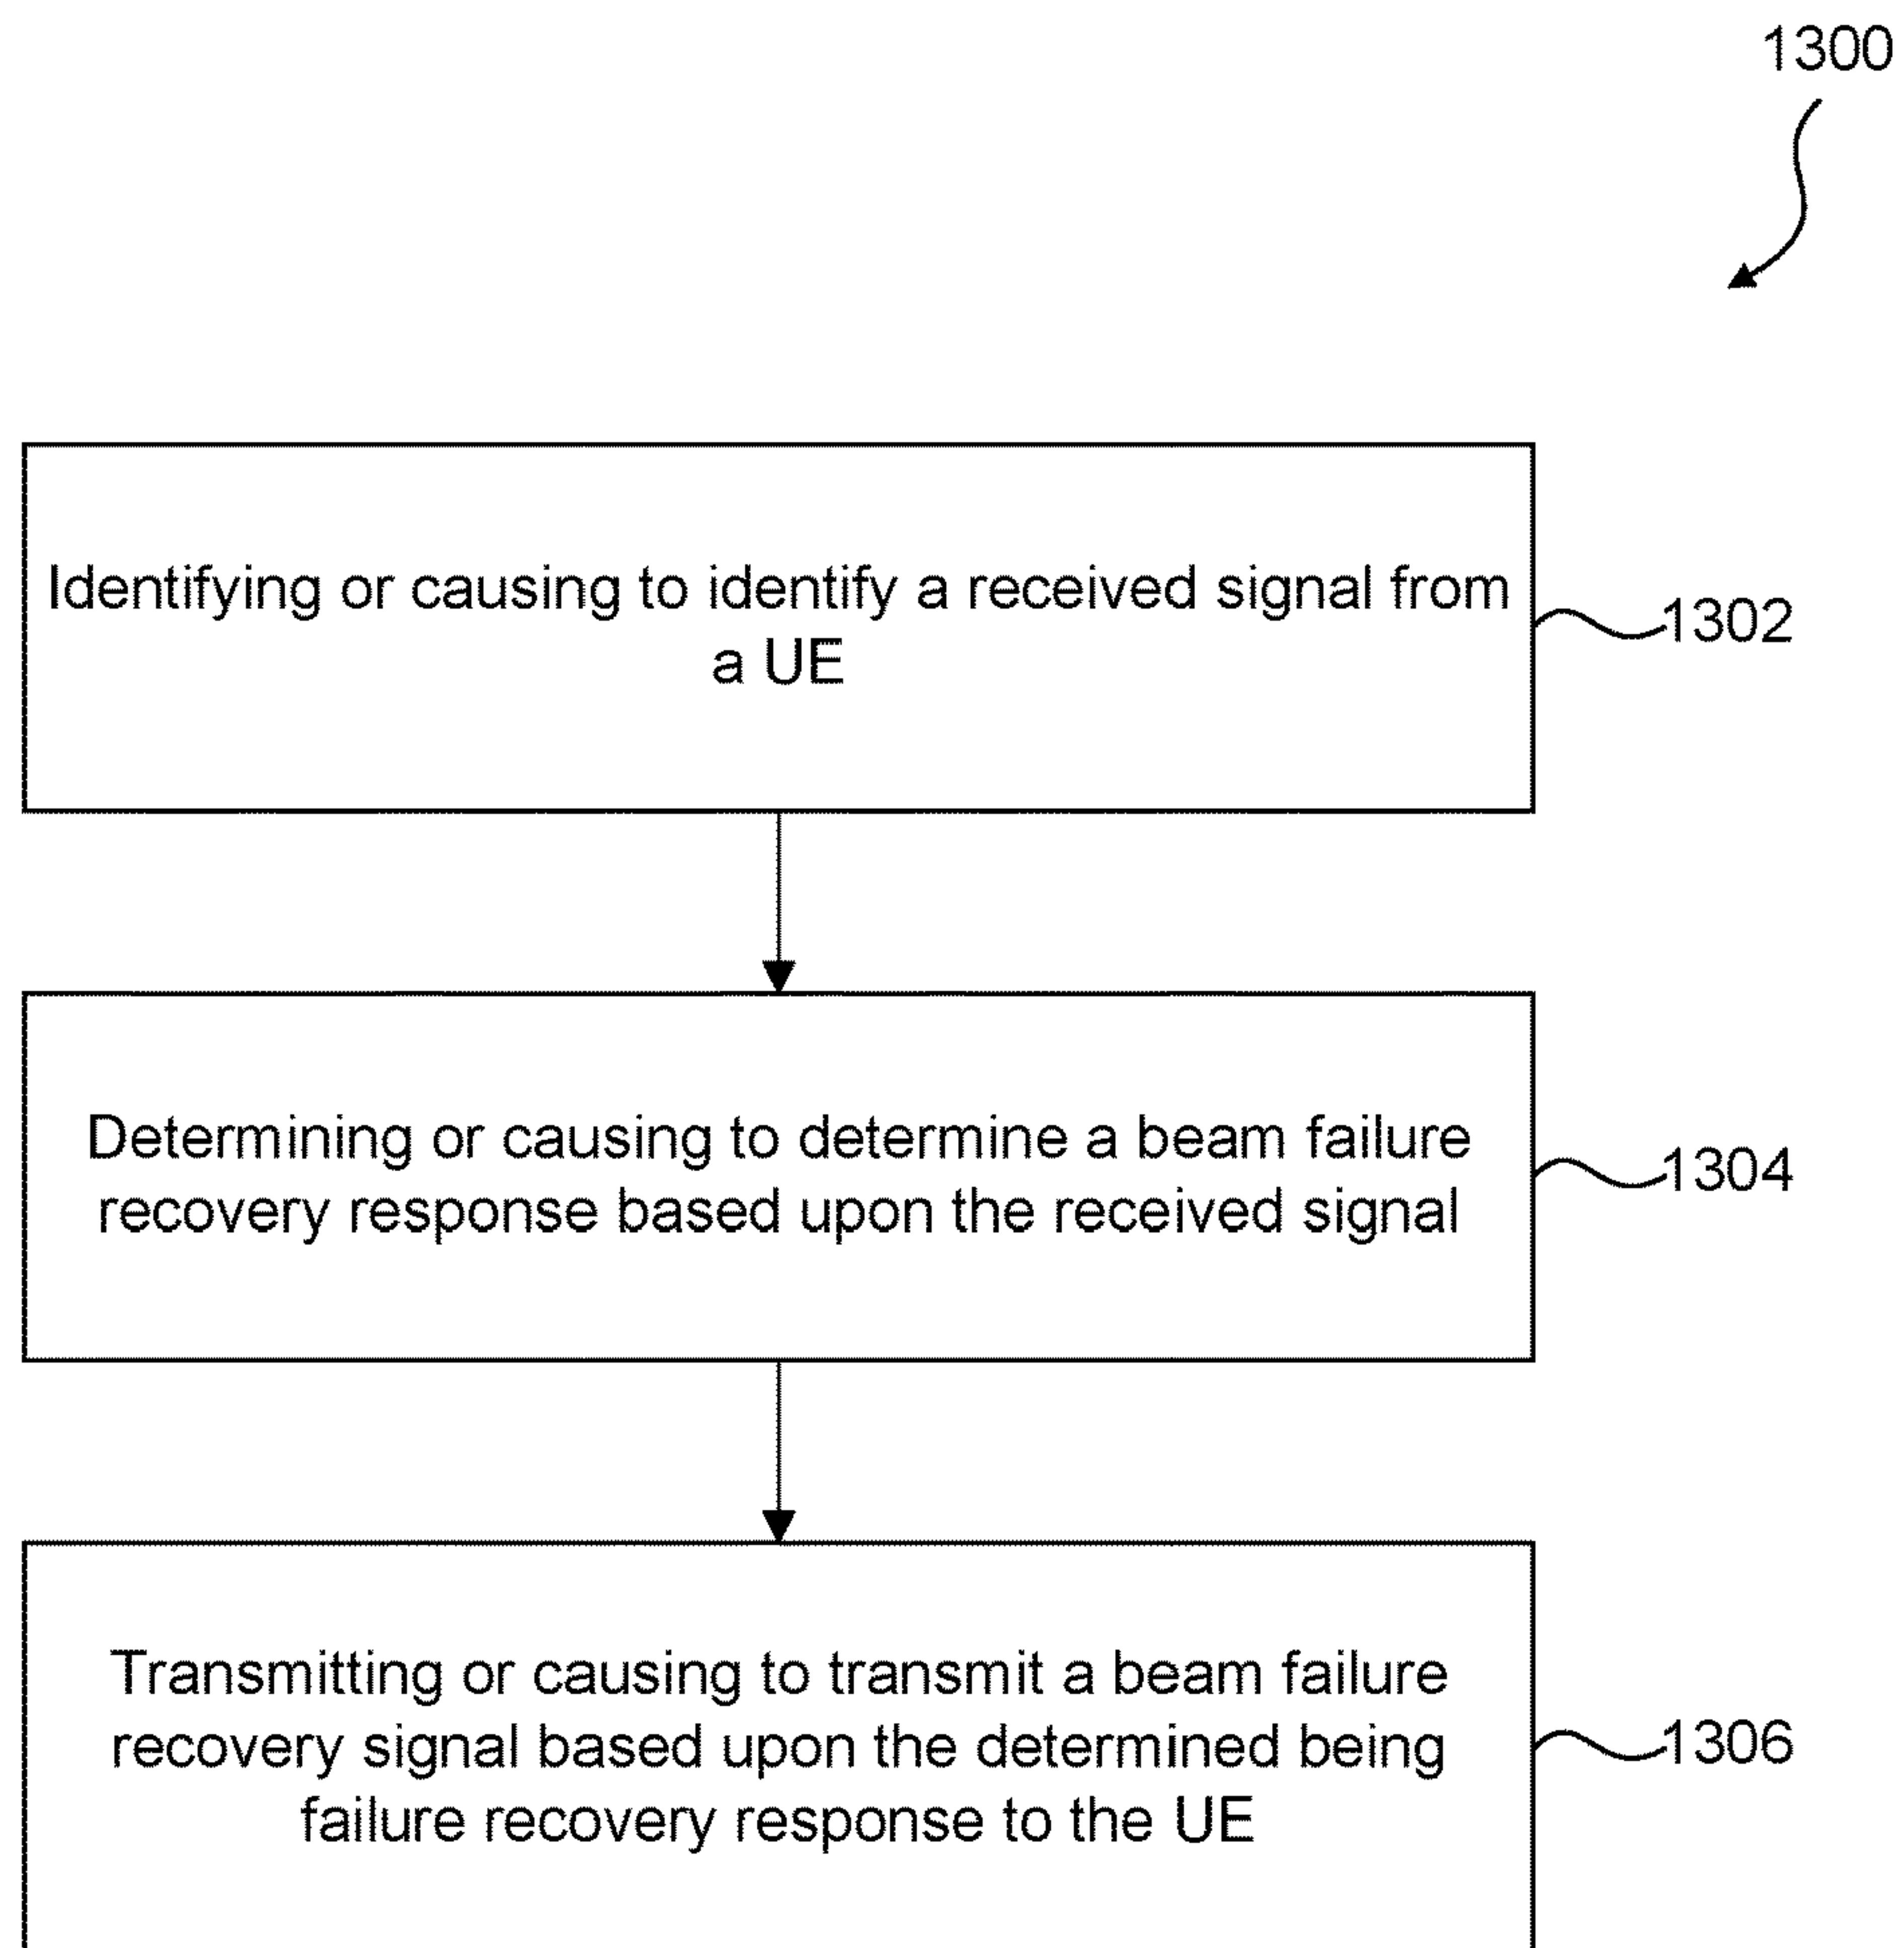 1300
Identifying or causing to identify a received signal from
a UE
1302
Determining or causing to determine a beam failure
recovery response based upon the received signal
1304
Transmitting or causing to transmit a beam failure
recovery signal based upon the determined being
failure recovery response to the UE
1306